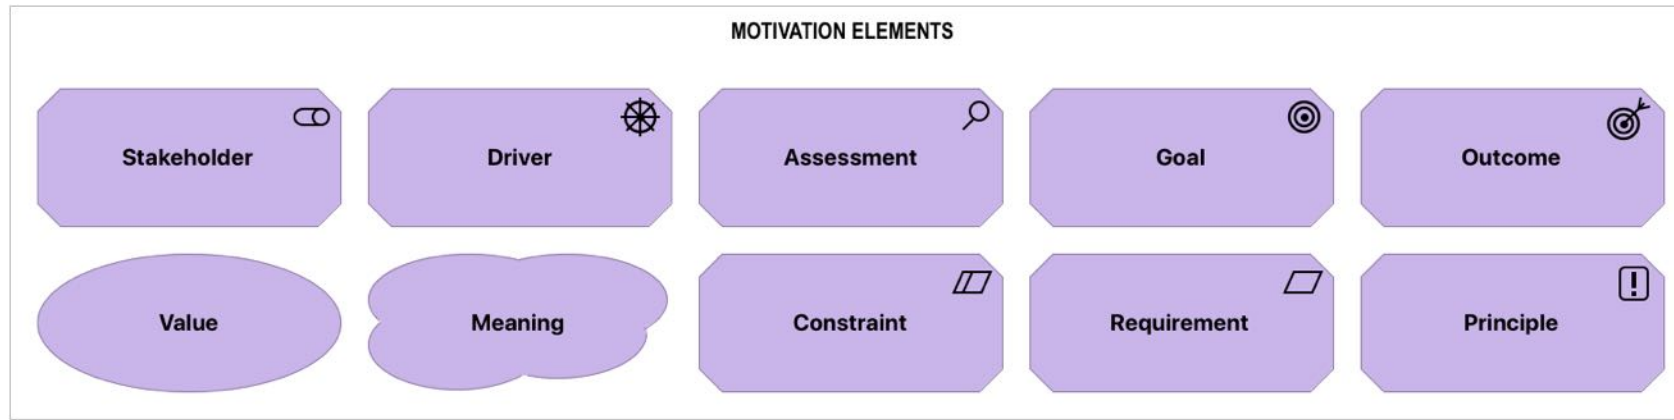 MOTIVATION ELEMENTS
Stakeholder
Driver
Assessment
Goal
Outcome
Value
Meaning
Constraint
Requirement
Principle